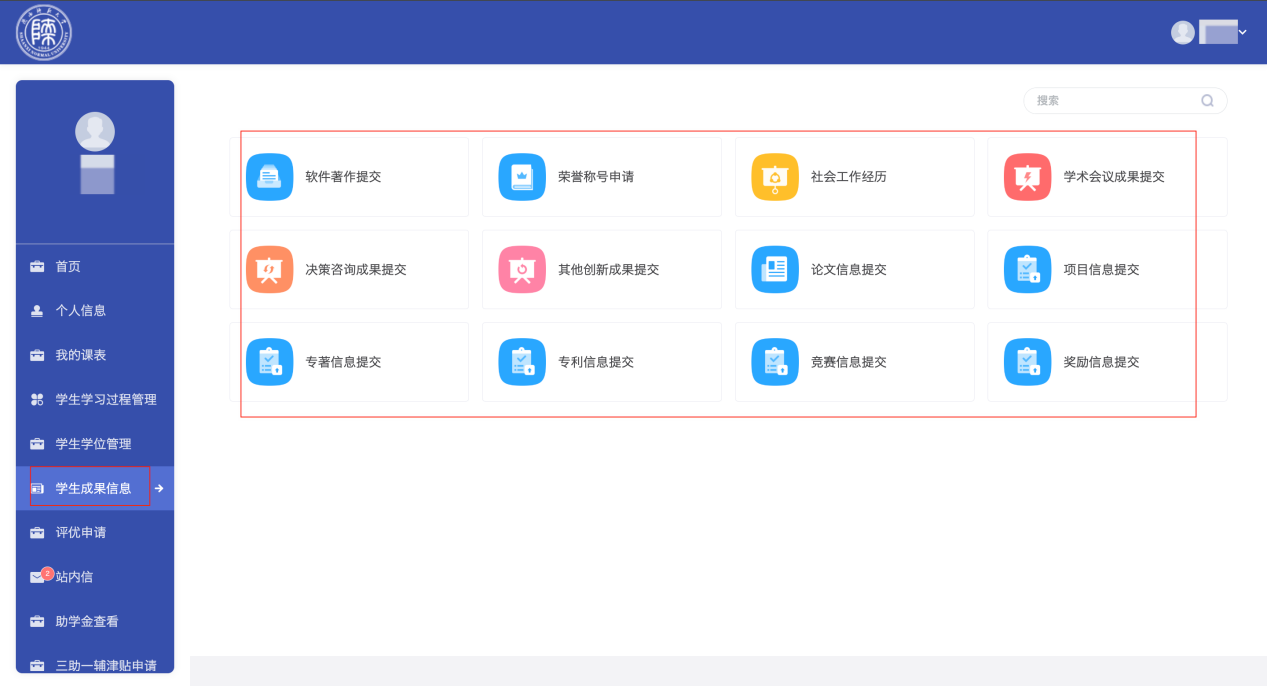 搜索
软件著作提交
荣誉称号申请
社会工作经历
学术会议成果提交
决策咨询成果提交
其他创新成果提交
论文信息提交
项目信息提交
专著信息提交
专利信息提交
竞赛信息提交
奖励信息提交
首页
个人信息
我的课表
学生学习过程管理
学生学位管理
学生成果信息
评优申请
2
站内信
助学金查看
三助一辅津贴申请